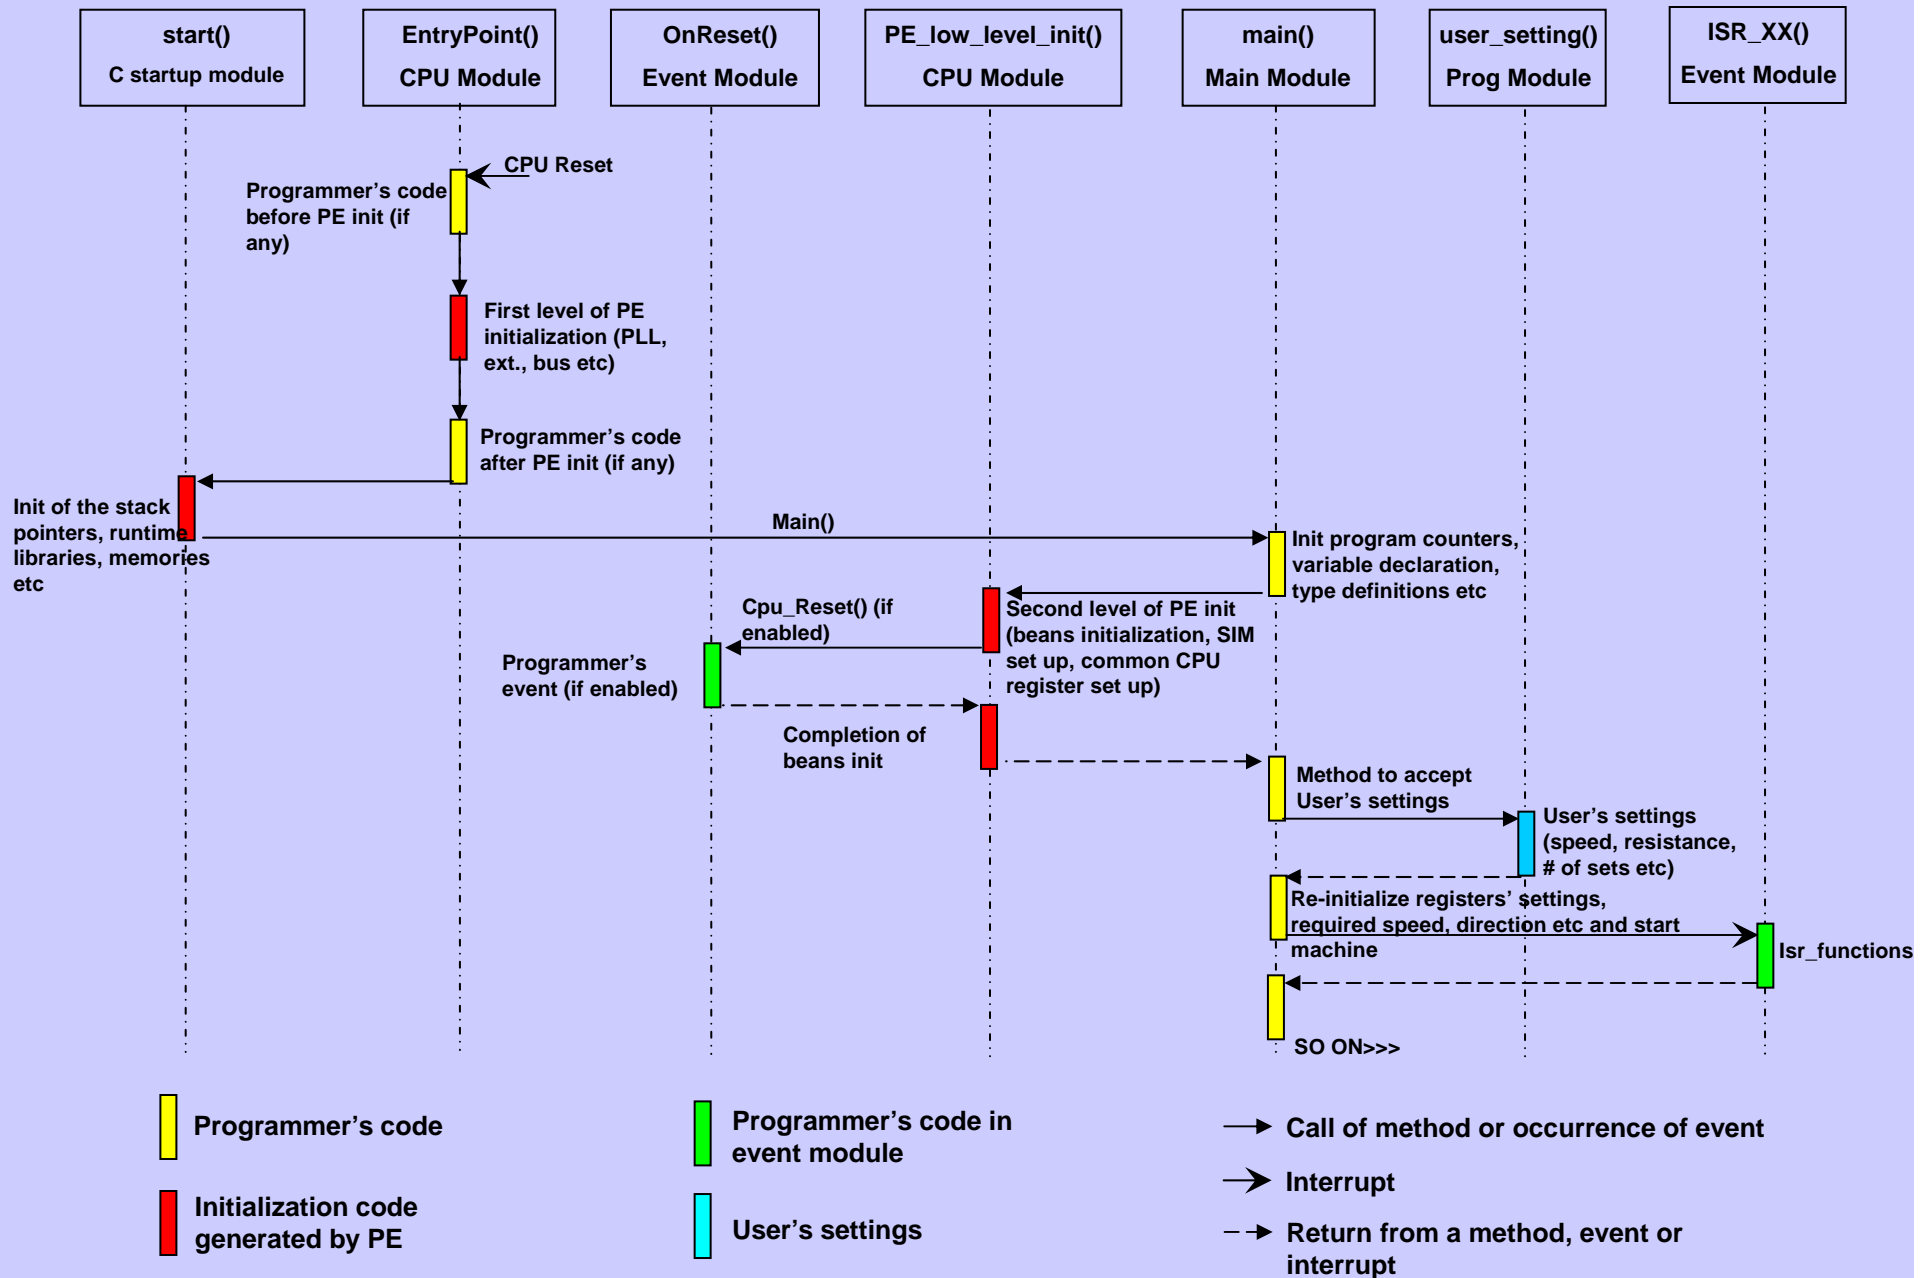 start()
C startup module
EntryPoint()
CPU Module
OnReset()
Event Module
PE_low_level_init()
CPU Module
main()
Main Module
user_setting()
Prog Module
ISR_XX()
Event Module
CPU Reset
Programmer’s code
before PE init (if
any)
First level of PE
initialization (PLL,
ext., bus etc)
Programmer’s code
after PE init (if any)
Init of the stack
pointers, runtime
libraries, memories
etc
Main()
Init program counters,
variable declaration,
type definitions etc
Cpu_Reset() (if
enabled)
Second level of PE init
(beans initialization, SIM
set up, common CPU
register set up)
Programmer’s
event (if enabled)
Completion of
beans init
Method to accept
User’s settings
User’s settings
(speed, resistance,
# of sets etc)
Re-initialize registers’ settings,
required speed, direction etc and start
machine
Isr_functions
SO ON>>>
Programmer’s code
Initialization code
generated by PE
Programmer’s code in
event module
User’s settings
Call of method or occurrence of event
Interrupt
Return from a method, event or
interrupt